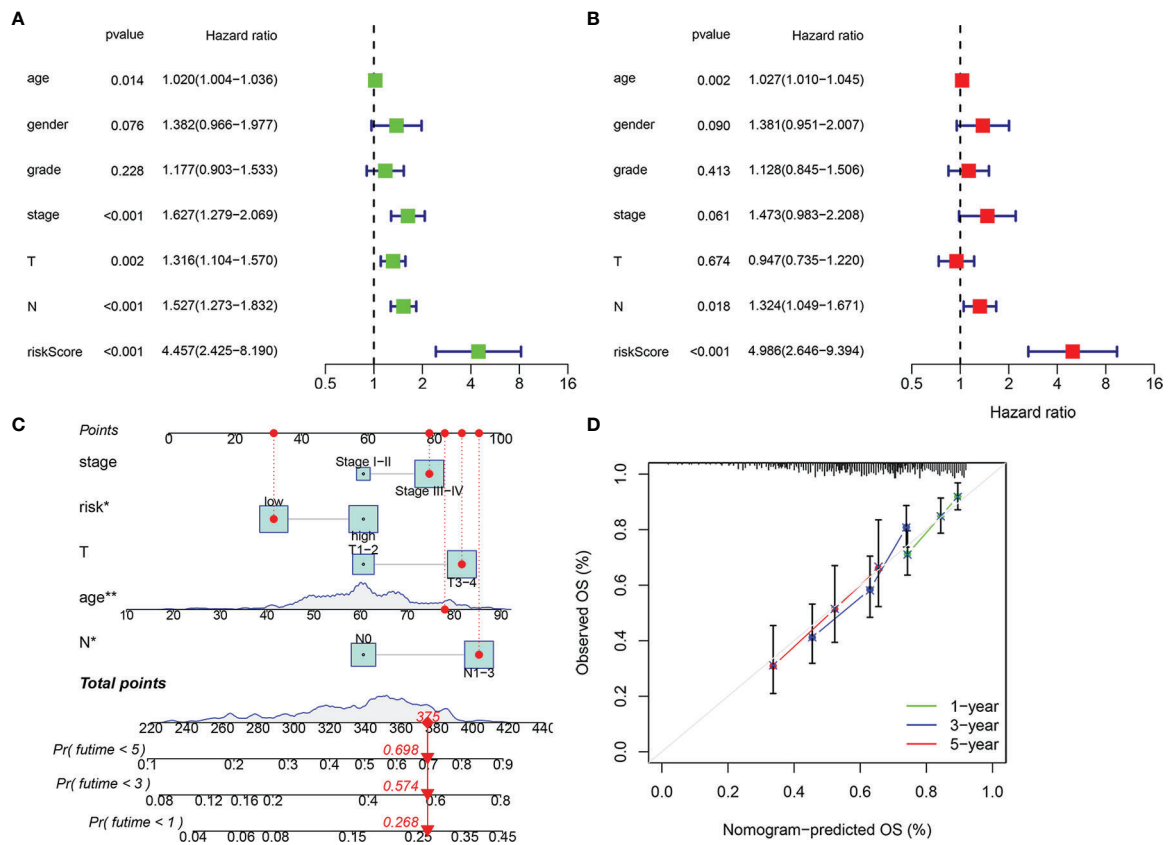 A
pvalue Hazard ratio
age 0.014 1.020(1.004−1.036)
gender 0.076 1.382(0.966−1.977)
grade 0.228 1.177(0.903−1.533)
stage <0.001 1.627(1.279−2.069)
T 0.002 1.316(1.104−1.570)
N <0.001 1.527(1.273−1.832)
riskScore <0.001 4.457(2.425−8.190)
0.5 1 2 4 8 16
B
pvalue Hazard ratio
age 0.002 1.027(1.010−1.045)
gender 0.090 1.381(0.951−2.007)
grade 0.413 1.128(0.845−1.506)
stage 0.061 1.473(0.983−2.208)
T 0.674 0.947(0.735−1.220)
N 0.018 1.324(1.049−1.671)
riskScore <0.001 4.986(2.646−9.394)
0.5 1 2 4 8 16
Hazard ratio
C
Points
0 20 40 60 80 100
stage
Stage I−II
Stage III−IV
risk*
low
high
T
T1−2
T3−4
age**
10 20 30 40 50 60 70 80 90
N*
N0
N1−3
Total points
375
220 240 260 280 300 320 340 360 380 400 420 440
Pr( futime < 5)
0.698
0.1 0.2 0.3 0.4 0.5 0.6 0.7 0.8 0.9
Pr( futime < 3)
0.574
0.08 0.12 0.16 0.2 0.4 0.6 0.8
Pr( futime < 1 )
0.268
0.04 0.06 0.08 0.15 0.25 0.35 0.45
D
Observed OS (%)
0.0 0.2 0.4 0.6 0.8 1.0
1−year
3−year
5−year
0.0 0.2 0.4 0.6 0.8 1.0
Nomogram−predicted OS (%)